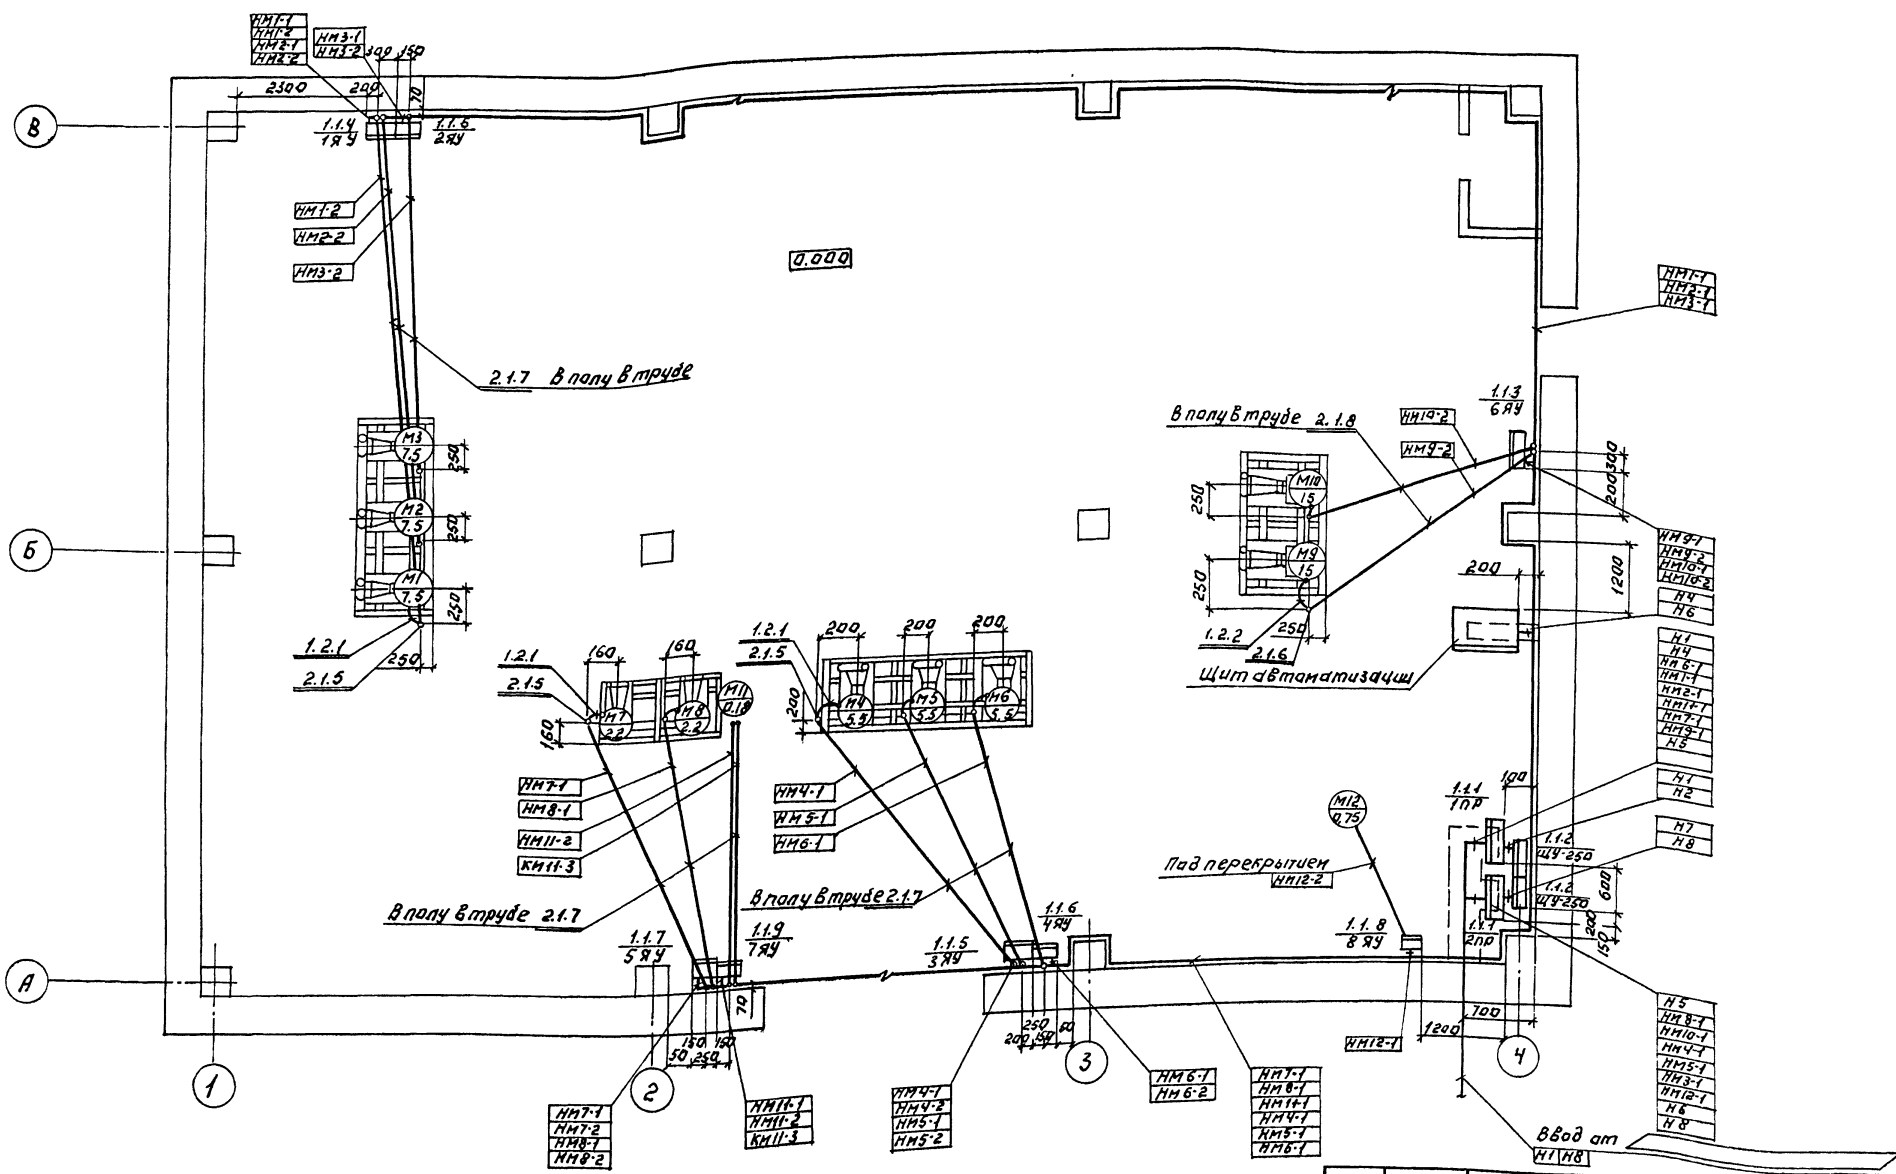 НМ1-1
НМ1-2
НМ2-1
НМ2-2
НМ3-1
НМ3-2
300 150
2300 200
70
В
1.1.4
1ЯУ
1.1.6
2ЯУ
НМ1-2
НМ2-2
НМ3-2
0.000
НМ1-1
НМ2-1
НМ3-1
2.1.7 В полу в трубе
1.1.3
6ЯУ
В полу в трубе 2.1.8
НМ10-2
НМ9-2
М3
7.5
250
М2
7.5
250
М1
7.5
250
М10
15
250
М9
15
250
300
200
Б
НМ9-1
НМ9-2
НМ10-1
НМ10-2
200
1200
Н4
Н6
1.2.1
2.1.5
250
1.2.2
2.1.6
250
Щит автоматизации
Н1
Н4
НМ6-1
НМ1-1
НМ2-1
НМ11-1
НМ7-1
НМ9-1
Н5
1.2.1
2.1.5
160
160
М7
2.2
М8
2.2
М11
0.18
160
1.2.1
2.1.5
200
200
200
М4
5.5
М5
5.5
М6
5.5
200
НМ7-1
НМ8-1
НМ11-2
КМ11-3
НМ4-1
НМ5-1
НМ6-1
М12
0,75
100
1.1.1
1ПР
Н1
Н2
Н7
Н8
1.1.2
ЩУ-250
1.1.2
ЩУ-250
600
200
150
Под перекрытием
НМ12-2
В полу в трубе 2.1.7
В полу в трубе 2.1.7
1.1.7
5ЯУ
1.1.9
7ЯУ
1.1.5
3ЯУ
1.1.6
4ЯУ
1.1.8
8ЯУ
1.1.1
2ПР
А
70
150 150
50 250
250
200 150 50
700
1200
НМ12-1
1
2
3
4
НМ7-1
НМ7-2
НМ8-1
НМ8-2
НМ11-1
НМ11-2
КМ11-3
НМ4-1
НМ4-2
НМ5-1
НМ5-2
НМ6-1
НМ6-2
НМ7-1
НМ8-1
НМ11-1
НМ4-1
НМ5-1
НМ6-1
Н5
НМ8-1
НМ10-1
НМ4-1
НМ5-1
НМ3-1
НМ12-1
Н6
Н8
Ввод от
Н1 Н8